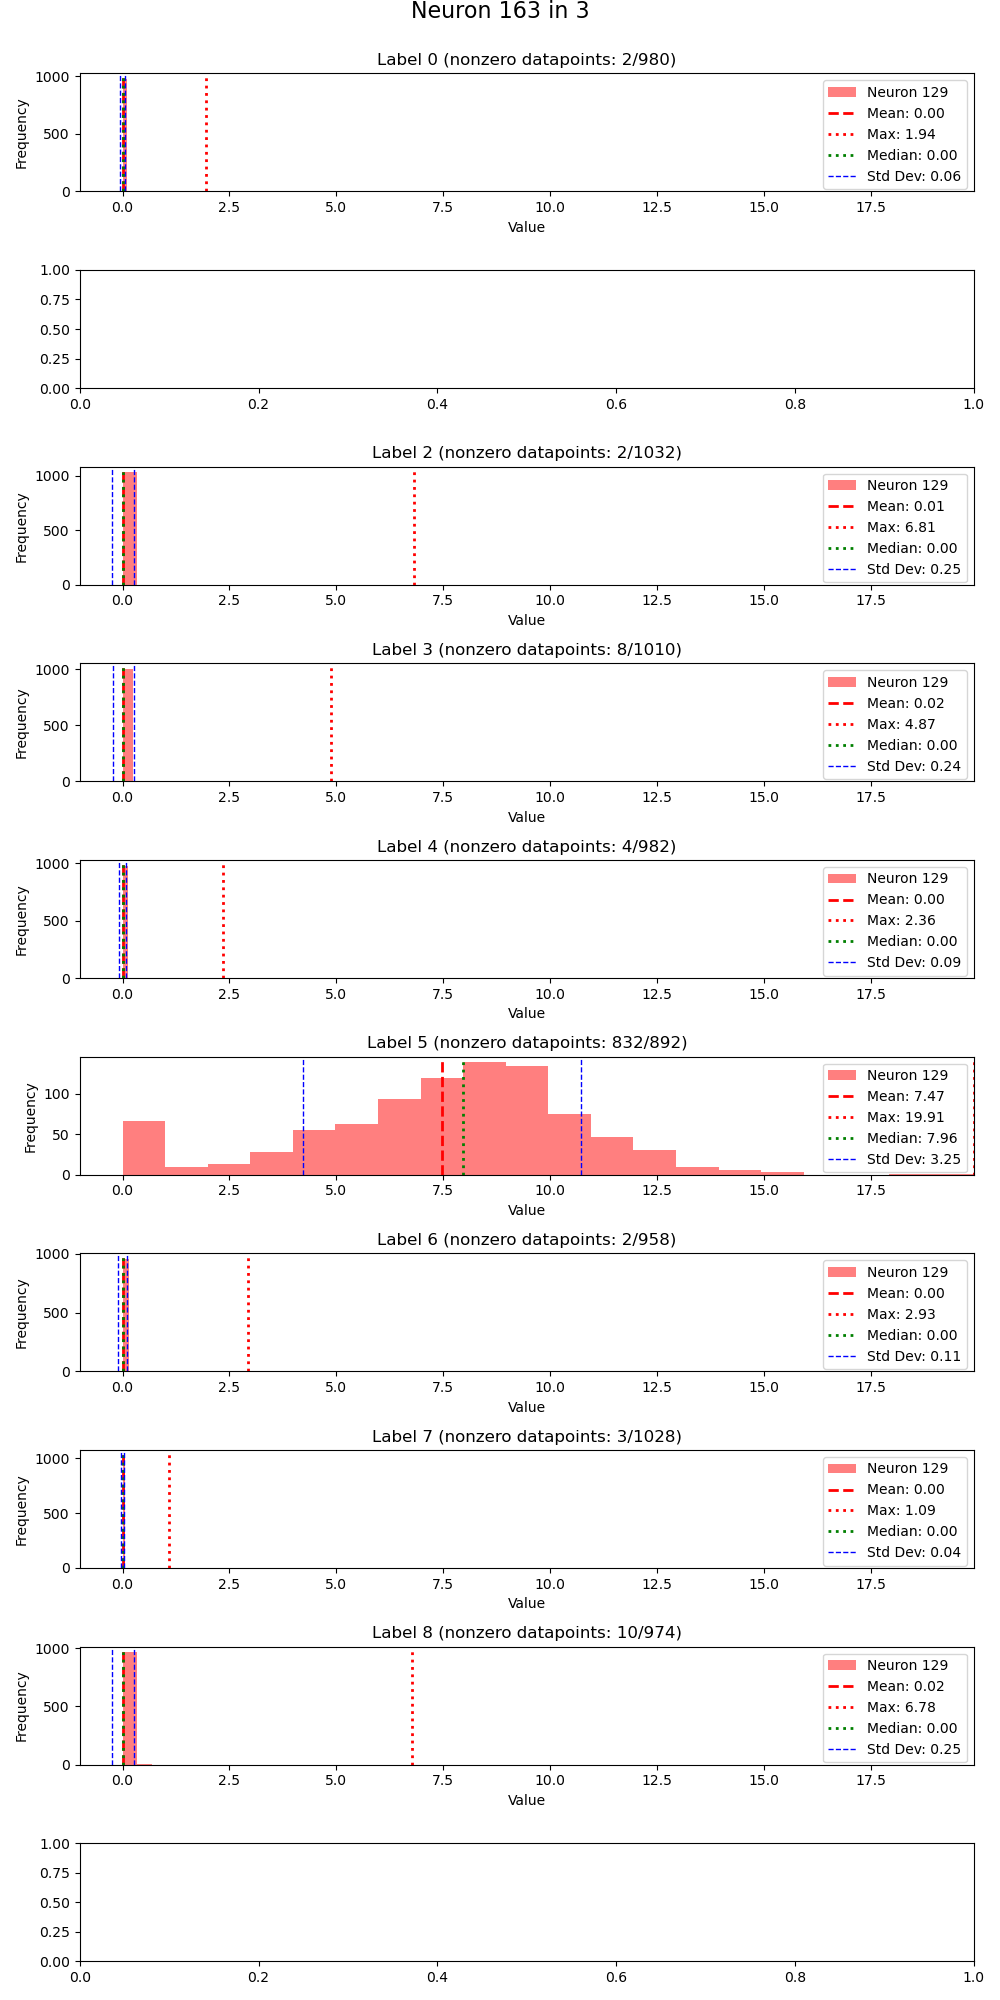 Neuron 163 in 3
Label 0 (nonzero datapoints: 2/980)
1000
500
0
Frequency
Neuron 129
Mean: 0.00
Max: 1.94
Median: 0.00
Std Dev: 0.06
0.0 2.5 5.0 7.5 10.0 12.5 15.0 17.5
Value
1.00
0.75
0.50
0.25
0.00
0.0 0.2 0.4 0.6 0.8 1.0
Label 2 (nonzero datapoints: 2/1032)
1000
500
0
Frequency
Neuron 129
Mean: 0.01
Max: 6.81
Median: 0.00
Std Dev: 0.25
0.0 2.5 5.0 7.5 10.0 12.5 15.0 17.5
Value
Label 3 (nonzero datapoints: 8/1010)
1000
500
0
Frequency
Neuron 129
Mean: 0.02
Max: 4.87
Median: 0.00
Std Dev: 0.24
0.0 2.5 5.0 7.5 10.0 12.5 15.0 17.5
Value
Label 4 (nonzero datapoints: 4/982)
1000
500
0
Frequency
Neuron 129
Mean: 0.00
Max: 2.36
Median: 0.00
Std Dev: 0.09
0.0 2.5 5.0 7.5 10.0 12.5 15.0 17.5
Value
Label 5 (nonzero datapoints: 832/892)
100
50
0
Frequency
Neuron 129
Mean: 7.47
Max: 19.91
Median: 7.96
Std Dev: 3.25
0.0 2.5 5.0 7.5 10.0 12.5 15.0 17.5
Value
Label 6 (nonzero datapoints: 2/958)
1000
500
0
Frequency
Neuron 129
Mean: 0.00
Max: 2.93
Median: 0.00
Std Dev: 0.11
0.0 2.5 5.0 7.5 10.0 12.5 15.0 17.5
Value
Label 7 (nonzero datapoints: 3/1028)
1000
500
0
Frequency
Neuron 129
Mean: 0.00
Max: 1.09
Median: 0.00
Std Dev: 0.04
0.0 2.5 5.0 7.5 10.0 12.5 15.0 17.5
Value
Label 8 (nonzero datapoints: 10/974)
1000
500
0
Frequency
Neuron 129
Mean: 0.02
Max: 6.78
Median: 0.00
Std Dev: 0.25
0.0 2.5 5.0 7.5 10.0 12.5 15.0 17.5
Value
1.00
0.75
0.50
0.25
0.00
0.0 0.2 0.4 0.6 0.8 1.0